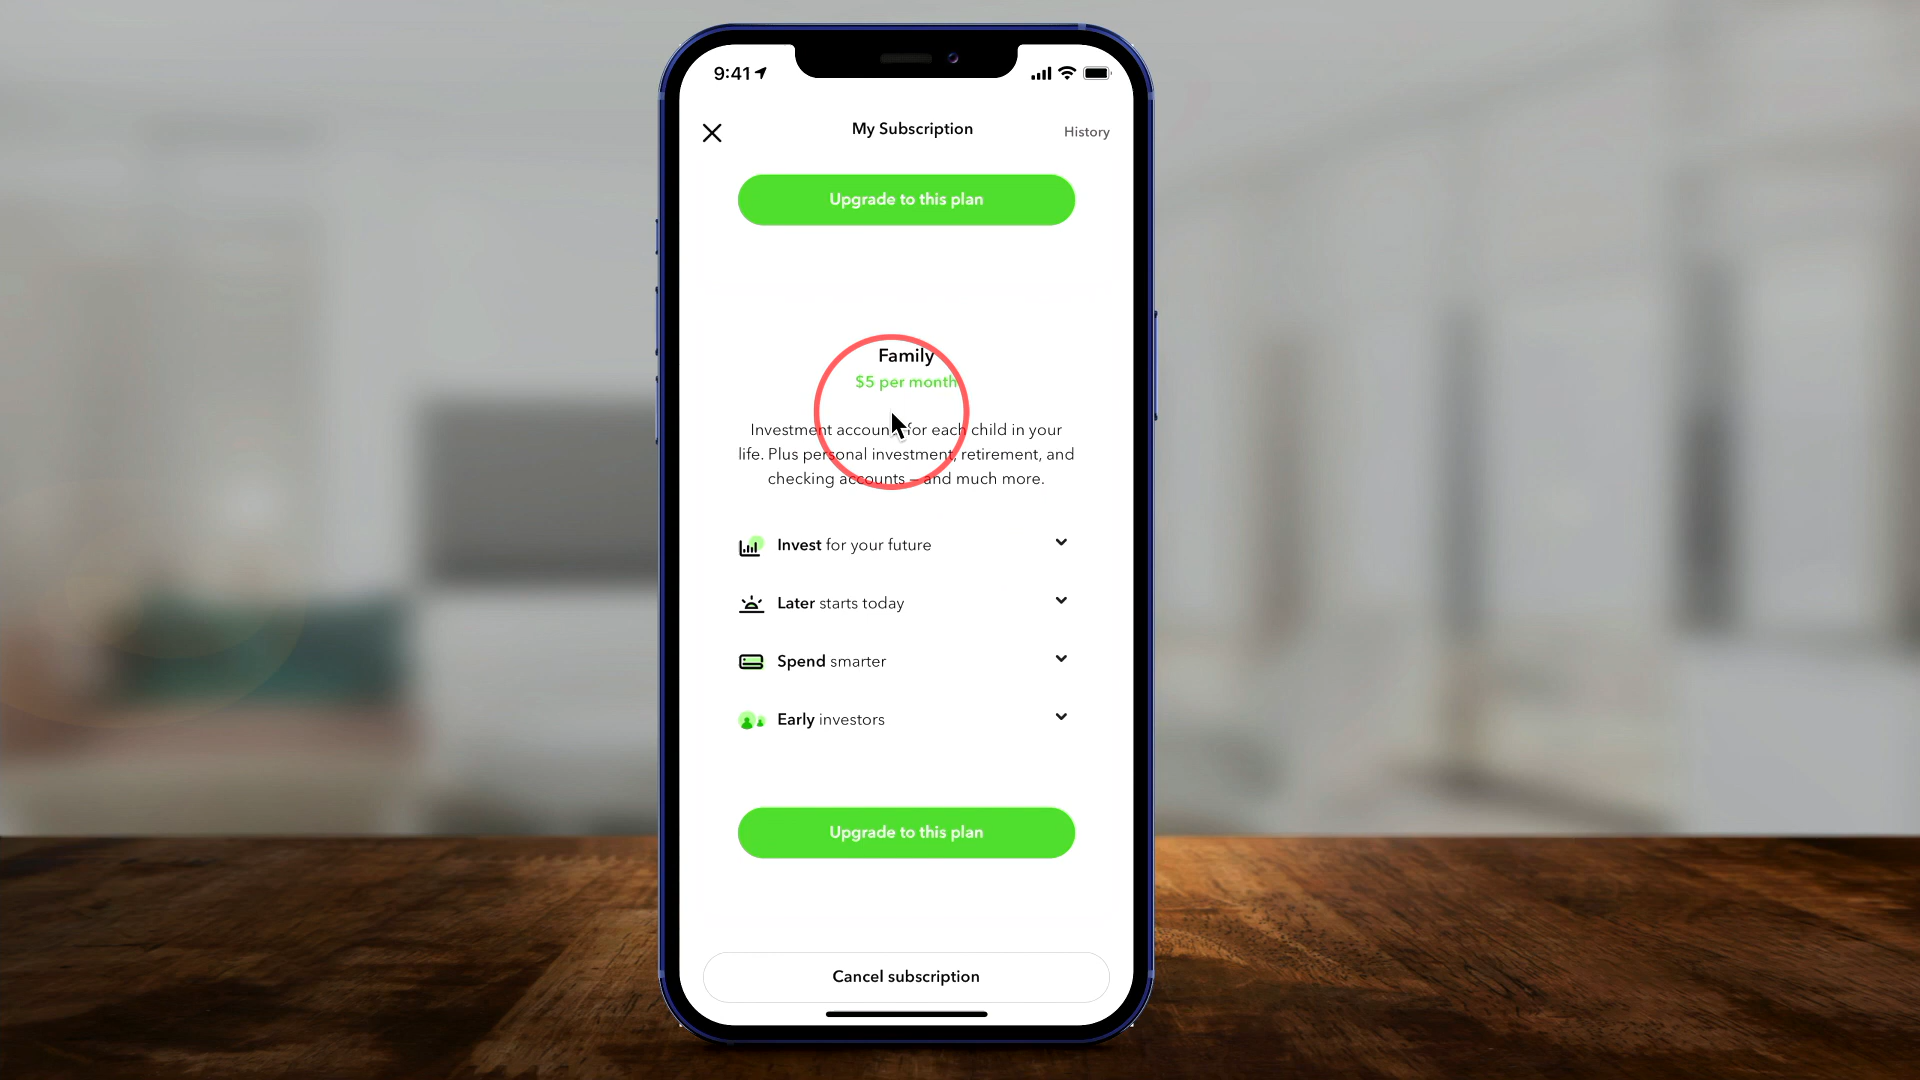 9:41
My Subscription
History
Upgrade to this plan
Family
$5 per month
Investment account for each child in your
life. Plus personal investment, retirement, and
checking accounts – and much more.
Invest for your future
Later starts today
Spend smarter
Early investors
Upgrade to this plan
Cancel subscription